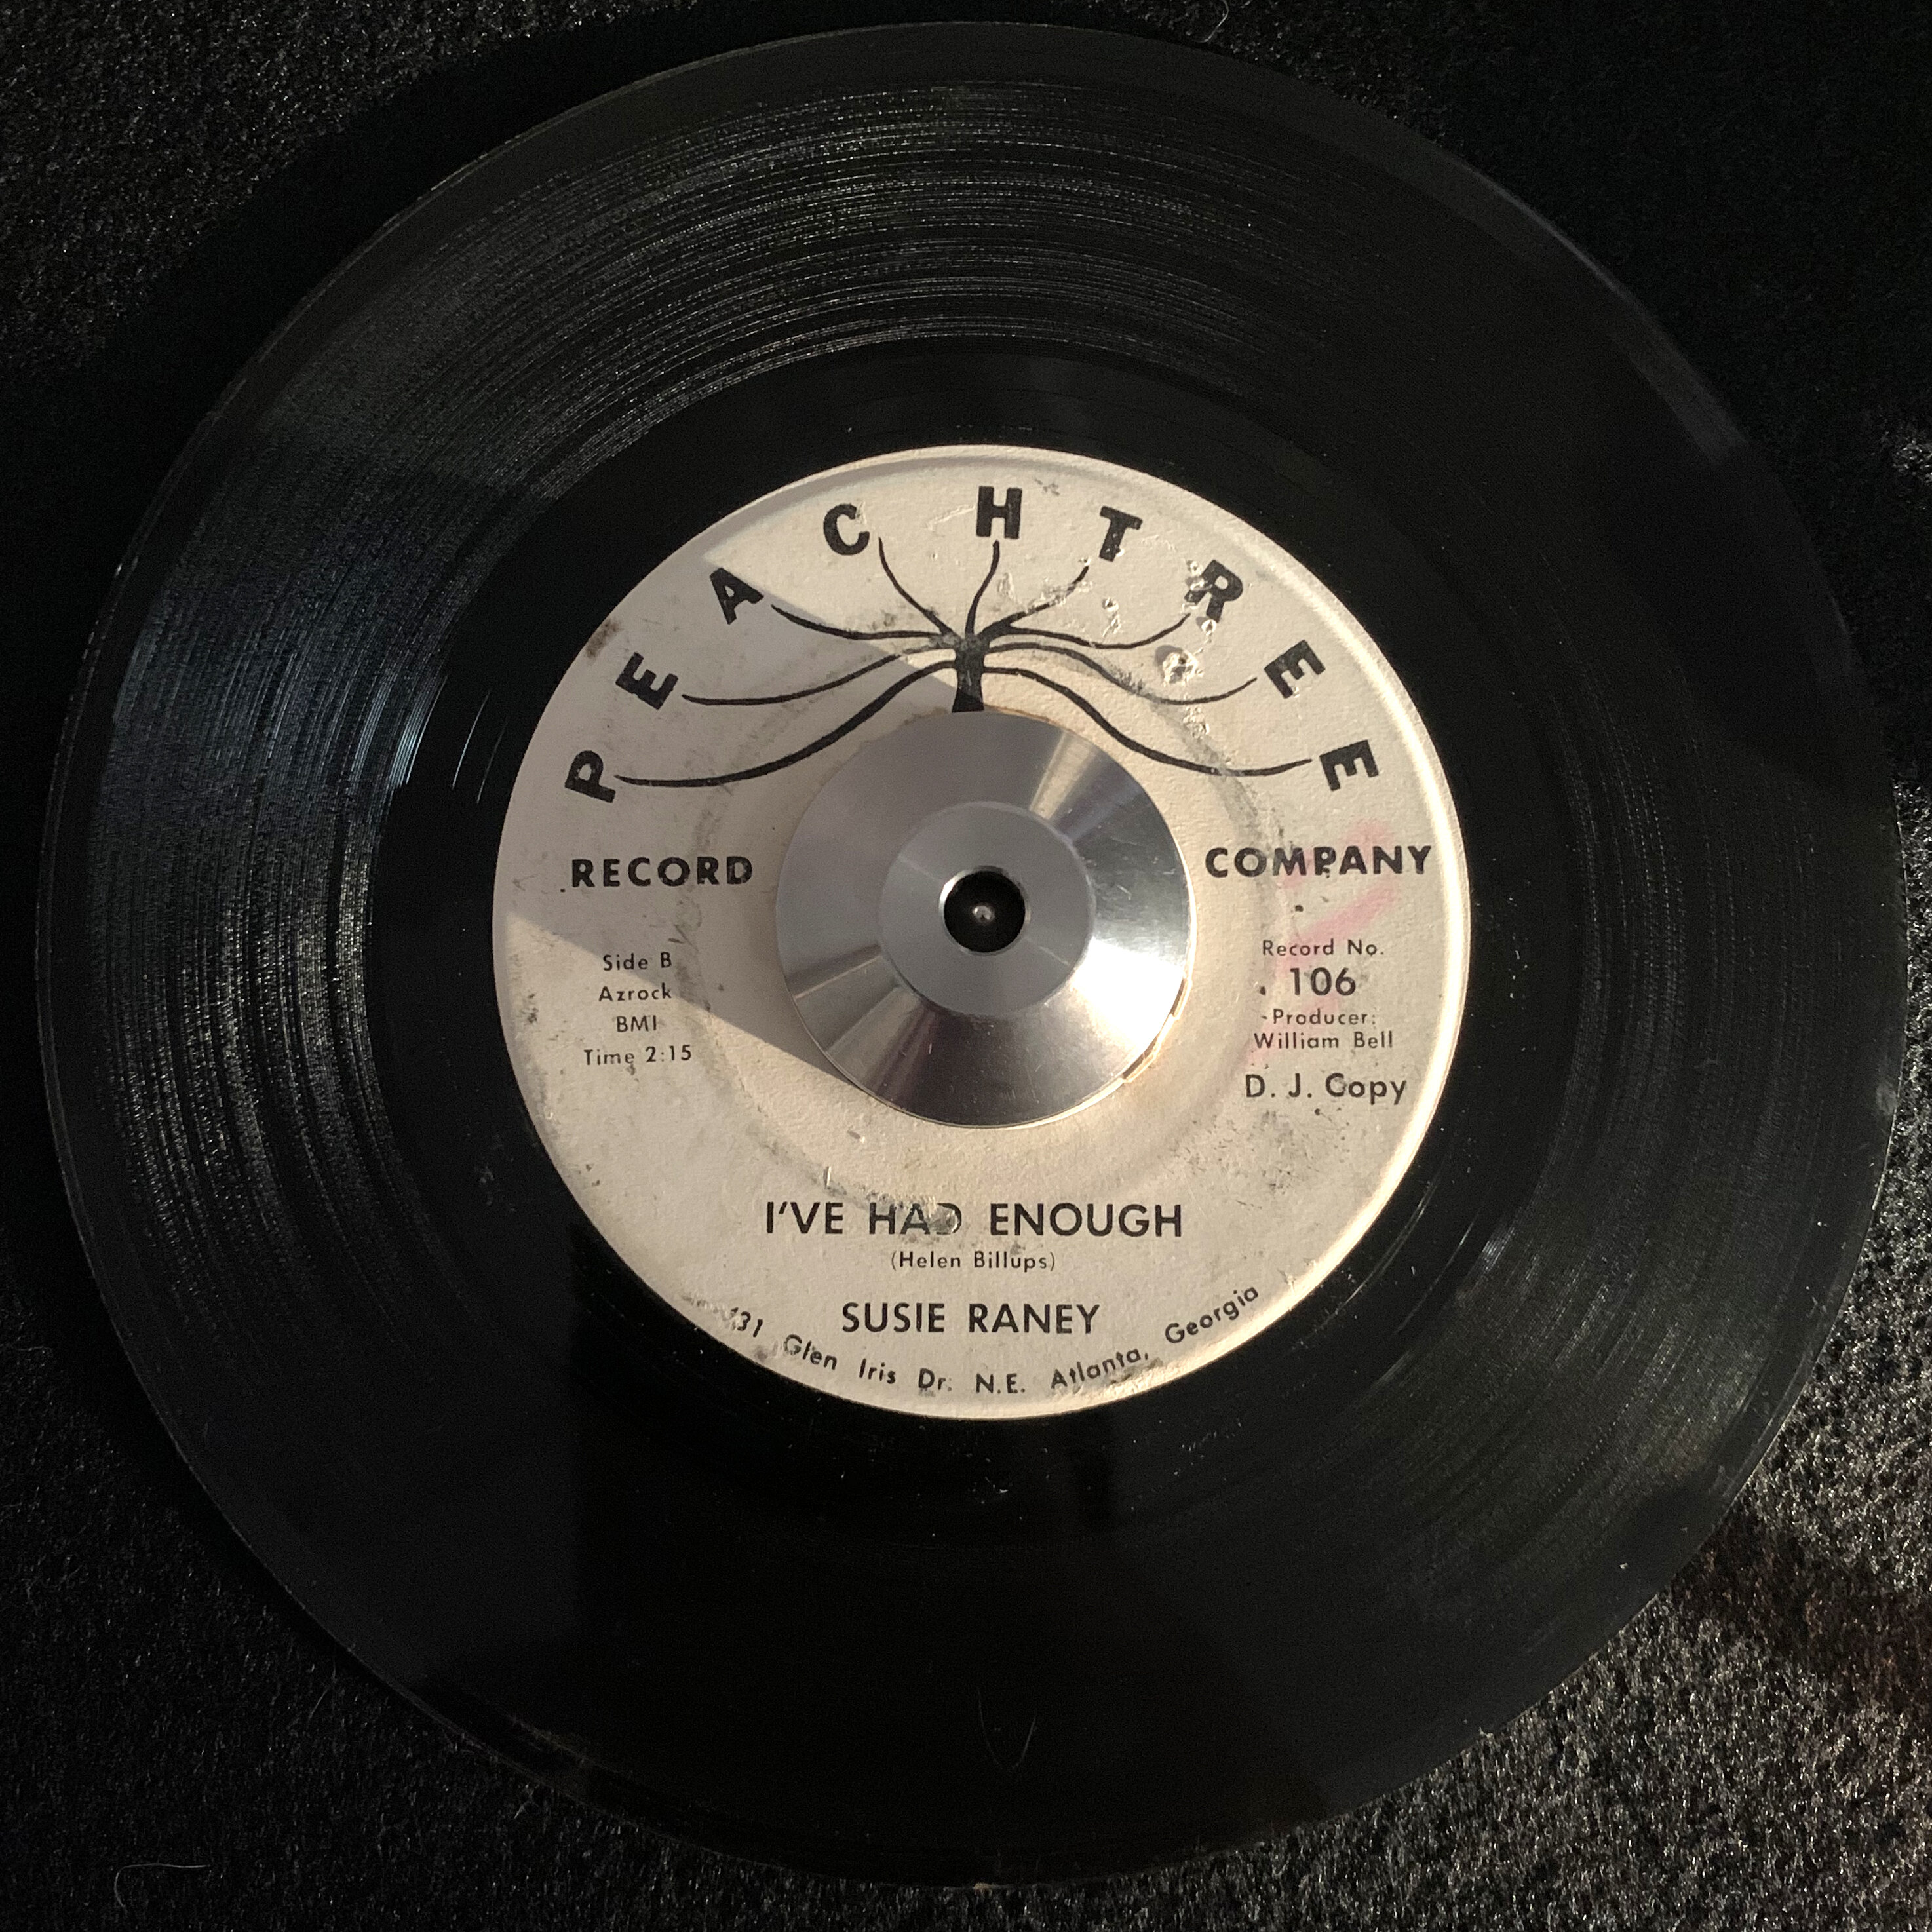 PEACHTREE
RECORD COMPANY
Side B
Azrock
BMI
Time 2:15
Record No.
106
Producer:
William Bell
D. J. Copy
I'VE HAD ENOUGH
(Helen Billups)
SUSIE RANEY
Glen Iris Dr. N.E. Atlanta, Georgia